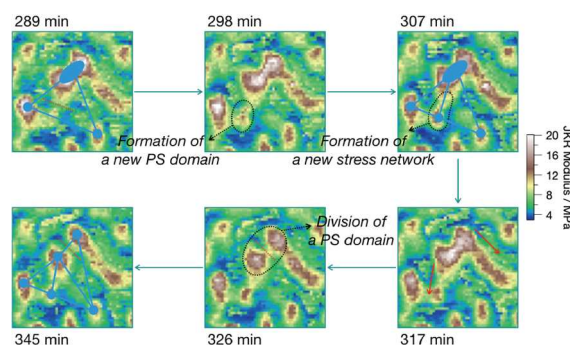 289 min
298 min
307 min
Formation of
a new PS domain
Formation of
a new stress network
JKR Modulus / MPa
20
16
12
8
4
Division of
a PS domain
345 min
326 min
317 min